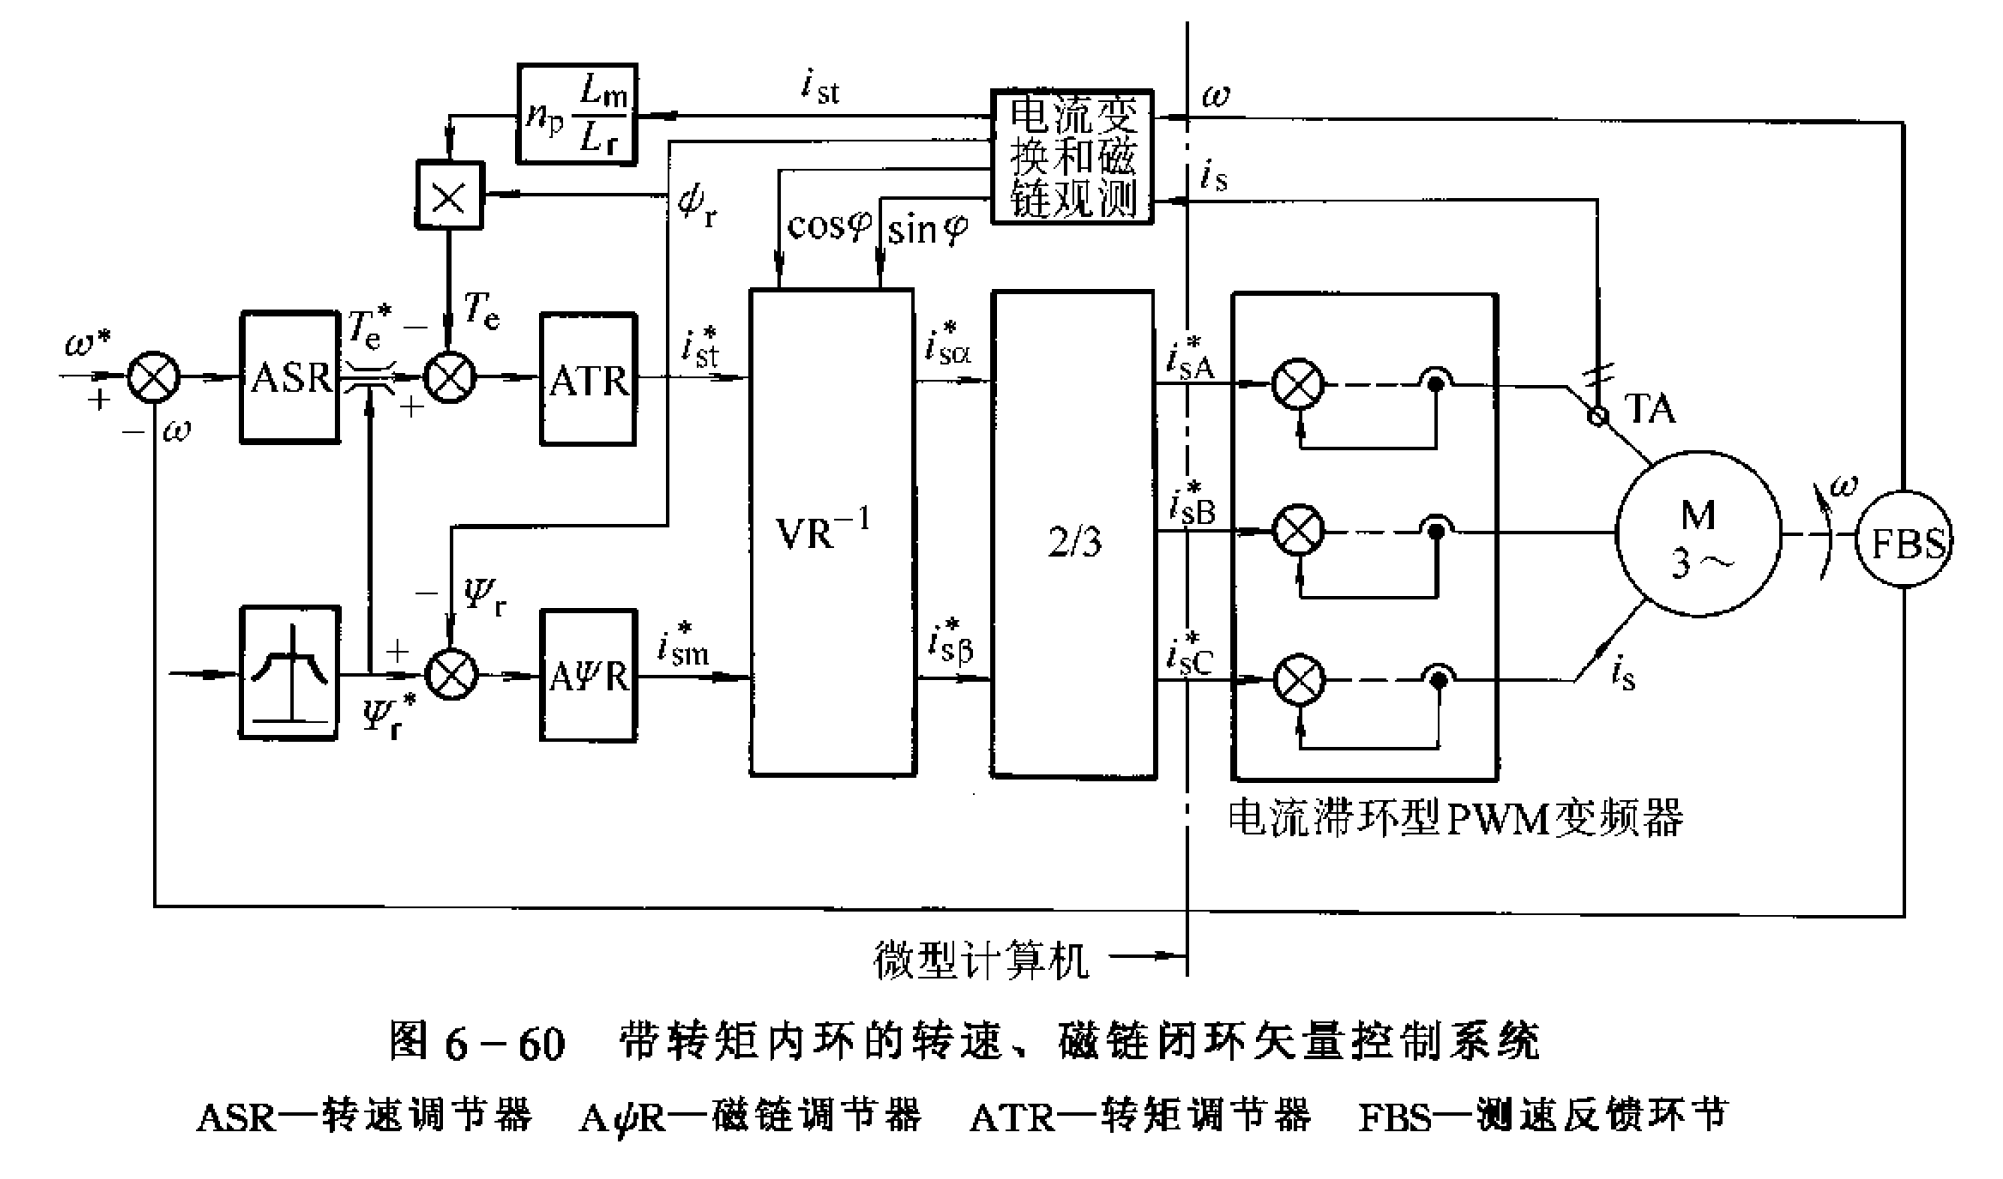 n_p L_m/L_r
i_st
电流变
换和磁
链观测
ω
i_s
×
ϕ_r
cosφ
sinφ
ω*
+
-
ω
ASR
T_e*
-
+
T_e
ATR
i_st*
VR⁻¹
i_sα*
2/3
i_sA*
TA
i_sB*
M
3～
ω
FBS
-
Ψ_r
+
Ψ_r*
AΨR
i_sm*
i_sβ*
i_sC*
i_s
电流滞环型PWM变频器
微型计算机
图 6－60 带转矩内环的转速、磁链闭环矢量控制系统
ASR—转速调节器 AψR—磁链调节器 ATR—转矩调节器 FBS—测速反馈环节